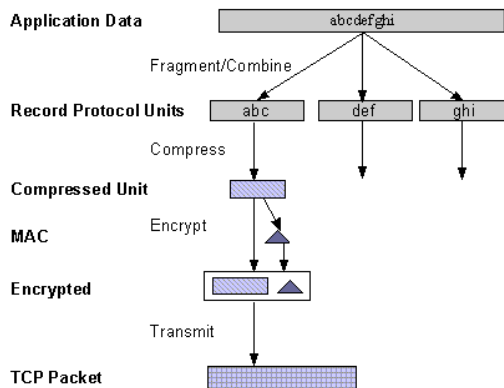 Application Data
abcdefghi
Fragment/Combine
Record Protocol Units
abc
def
ghi
Compress
Compressed Unit
Encrypt
MAC
Encrypted
Transmit
TCP Packet